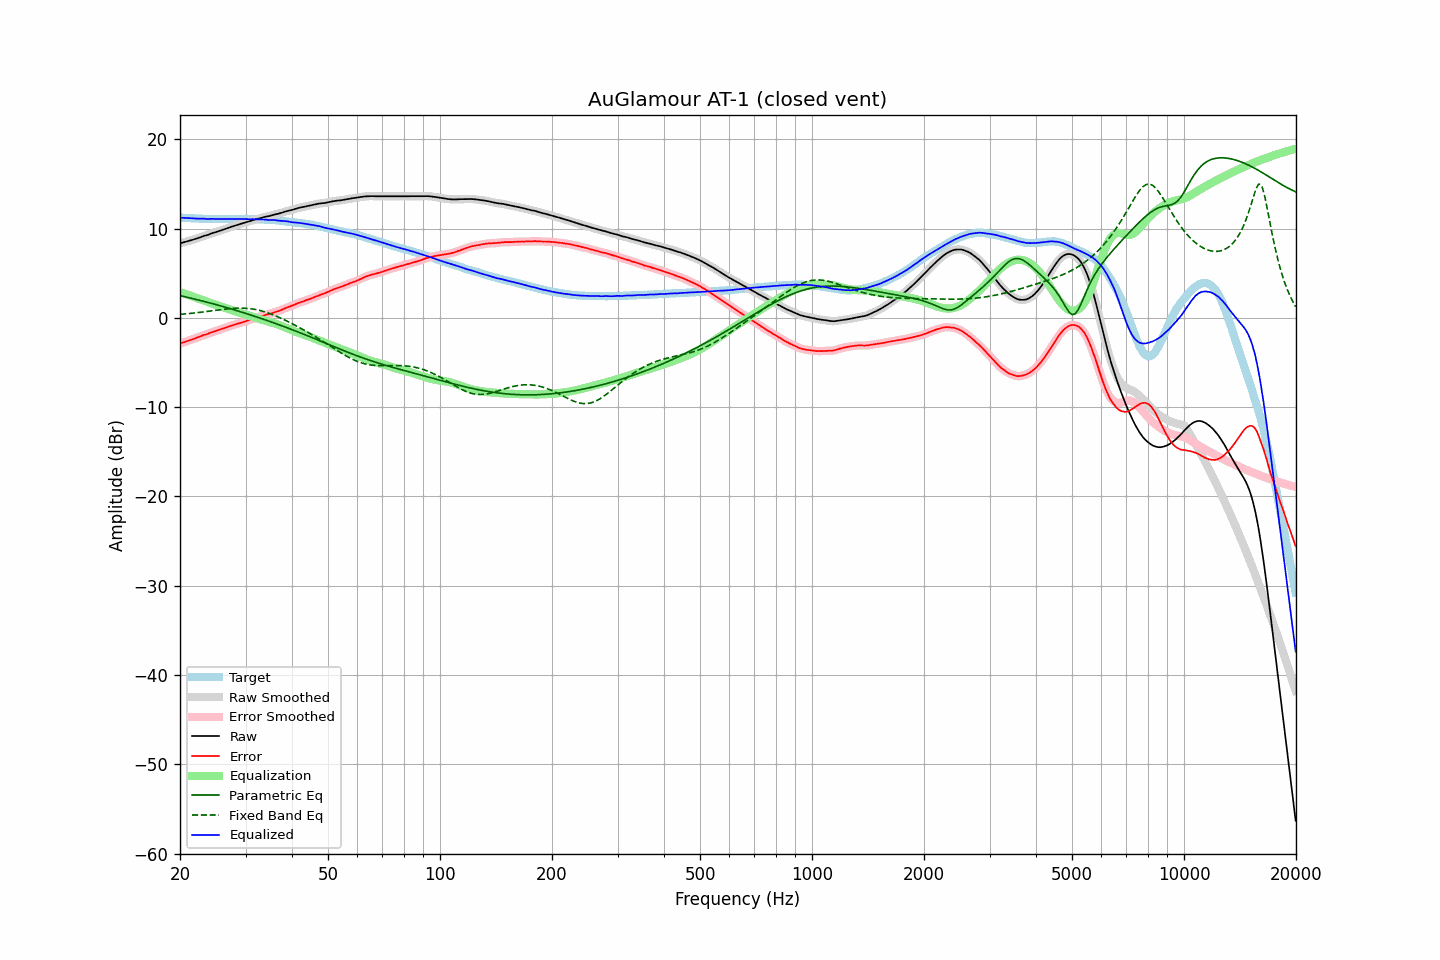 AuGlamour AT-1 (closed vent)
Amplitude (dBr)
20
10
0
−10
−20
−30
−40
−50
−60
Target
Raw Smoothed
Error Smoothed
Raw
Error
Equalization
Parametric Eq
Fixed Band Eq
Equalized
20 50 100 200 500 1000 2000 5000 10000 20000
Frequency (Hz)